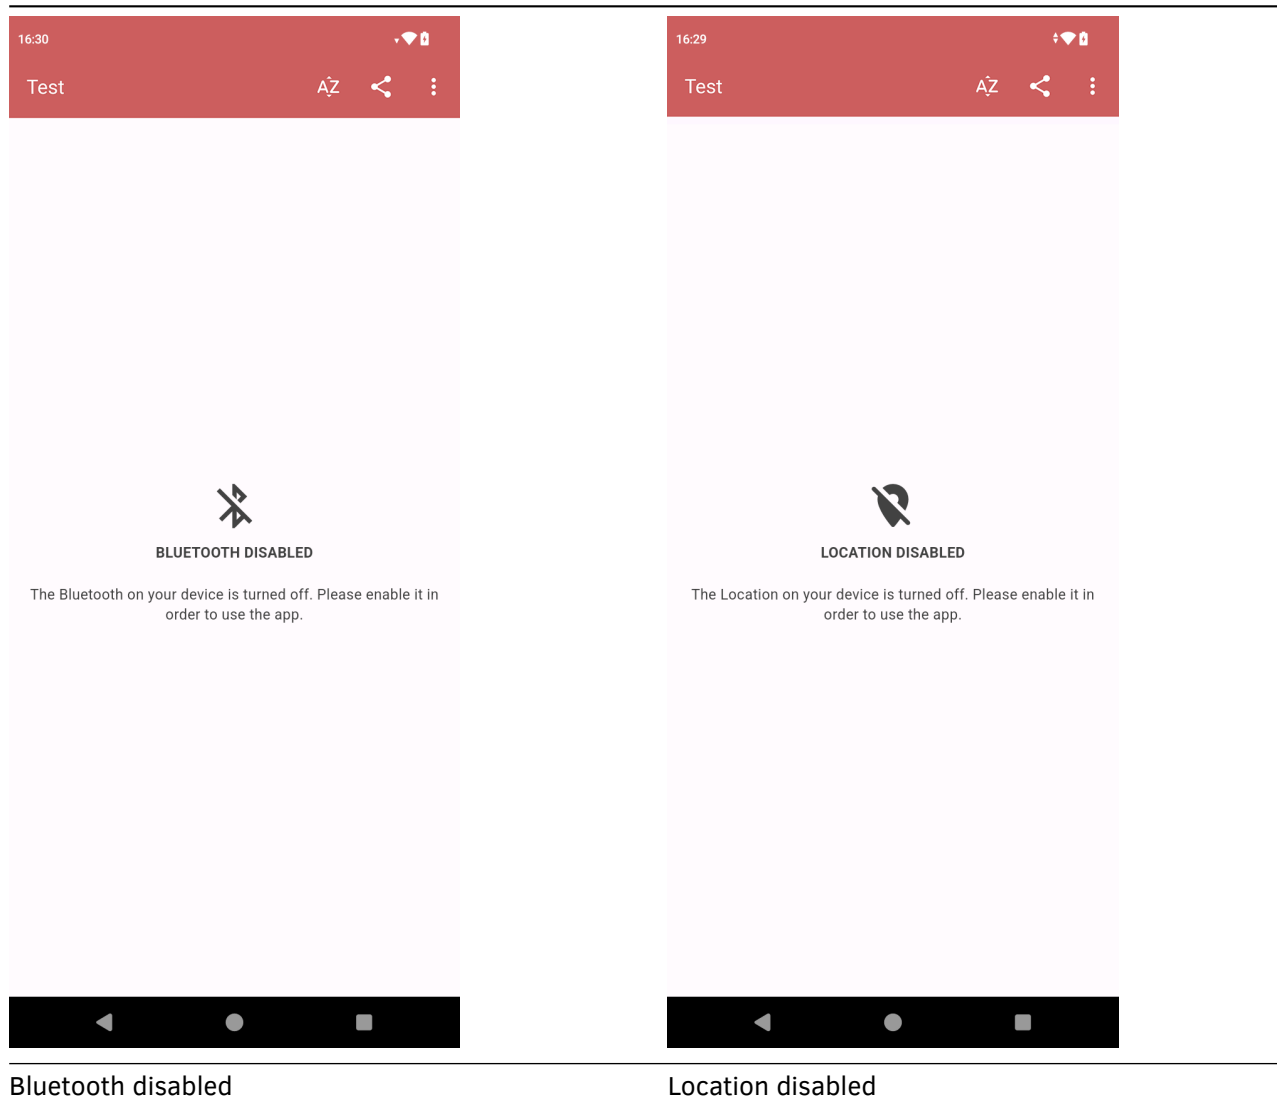 16:30
Test
AZ
BLUETOOTH DISABLED
The Bluetooth on your device is turned off. Please enable it in
order to use the app.
Bluetooth disabled
16:29
Test
AZ
LOCATION DISABLED
The Location on your device is turned off. Please enable it in
order to use the app.
Location disabled